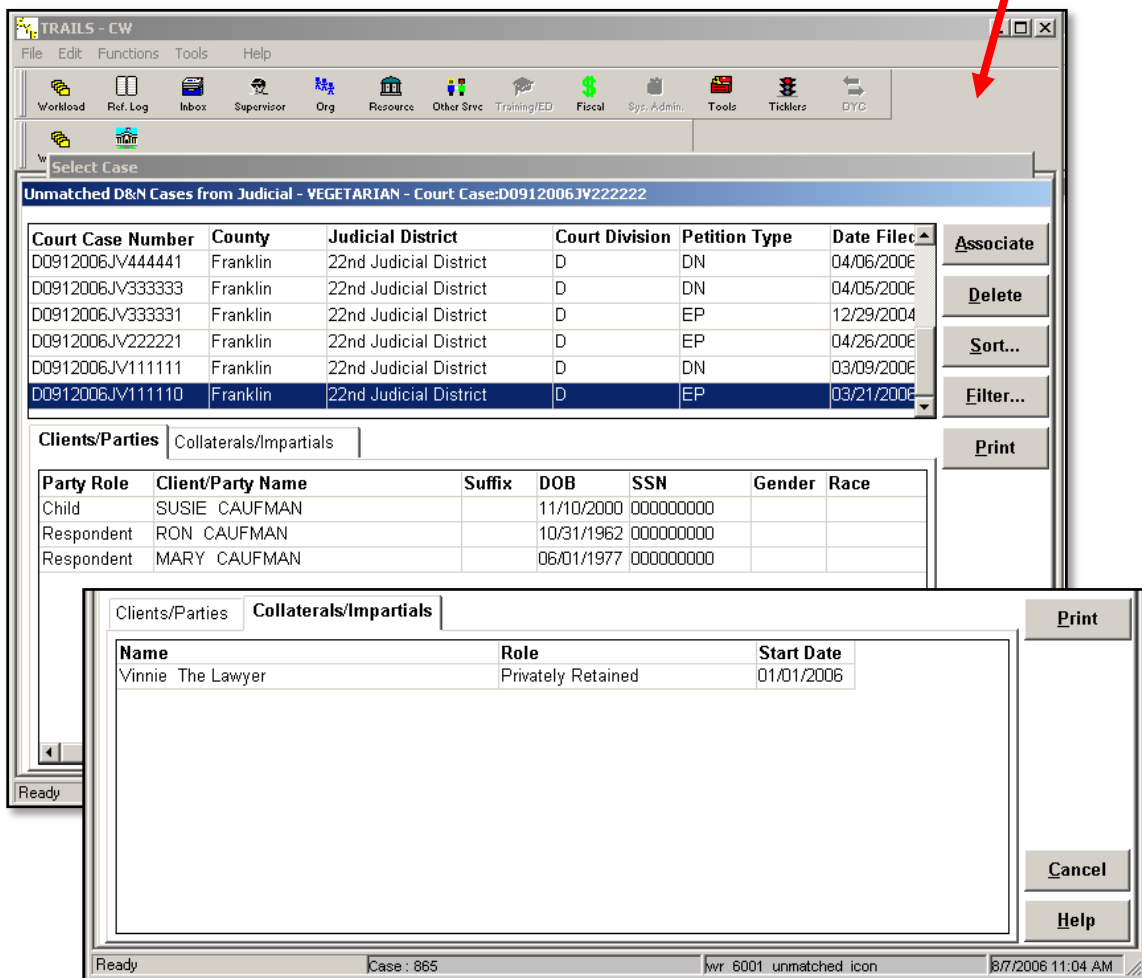 TRAILS - CW
File Edit Functions Tools Help
Workload Ref. Log Inbox Supervisor Org Resource Other Srvc Training/ED Fiscal Sys. Admin. Tools Ticklers DYC
Select Case
Unmatched D&N Cases from Judicial - VEGETARIAN - Court Case:D0912006JV222222
Court Case Number County Judicial District Court Division Petition Type Date Filed
D0912006JV444441 Franklin 22nd Judicial District D DN 04/06/2006
D0912006JV333333 Franklin 22nd Judicial District D DN 04/05/2006
D0912006JV333331 Franklin 22nd Judicial District D EP 12/29/2004
D0912006JV222221 Franklin 22nd Judicial District D EP 04/26/2006
D0912006JV111111 Franklin 22nd Judicial District D DN 03/09/2006
D0912006JV111110 Franklin 22nd Judicial District D EP 03/21/2006
Associate
Delete
Sort...
Filter...
Print
Clients/Parties Collaterals/Impartials
Party Role Client/Party Name Suffix DOB SSN Gender Race
Child SUSIE CAUFMAN 11/10/2000 000000000
Respondent RON CAUFMAN 10/31/1962 000000000
Respondent MARY CAUFMAN 06/01/1977 000000000
Ready
Clients/Parties Collaterals/Impartials
Print
Name Role Start Date
Vinnie The Lawyer Privately Retained 01/01/2006
Cancel
Help
Ready Case : 865 wr_6001_unmatched_icon 8/7/2006 11:04 AM